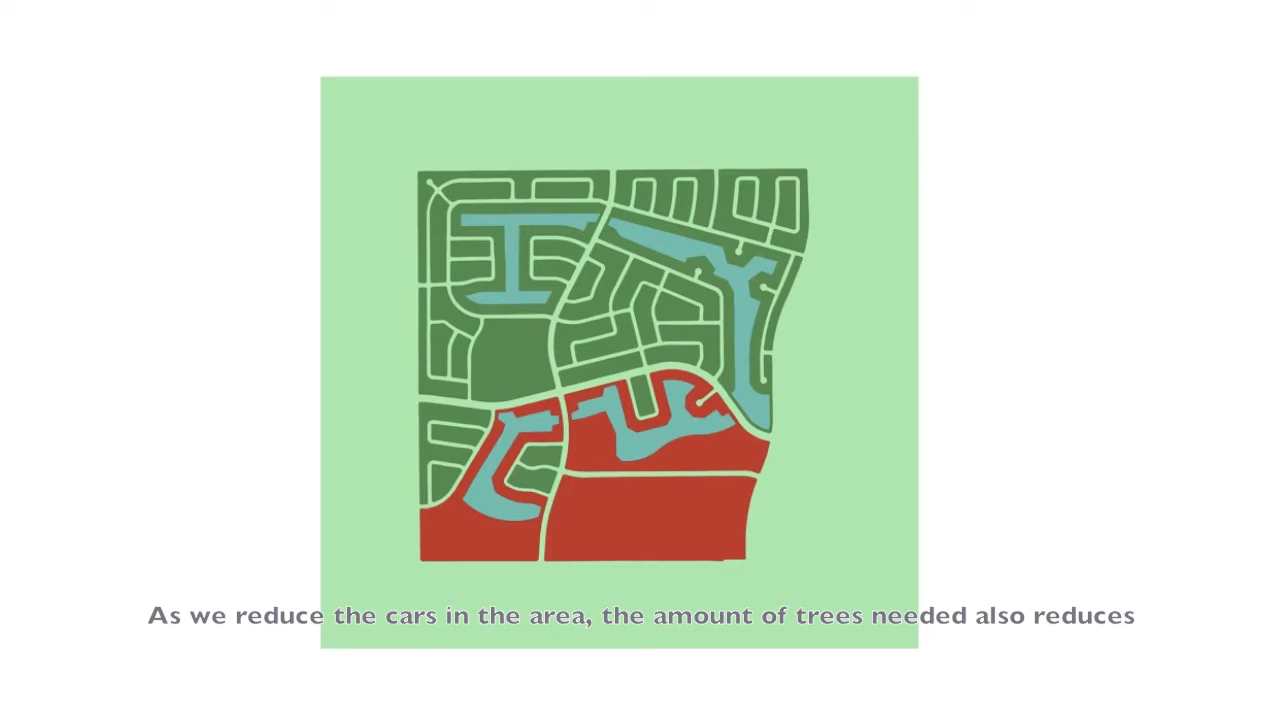 As we reduce the cars in the area, the amount of trees needed also reduces